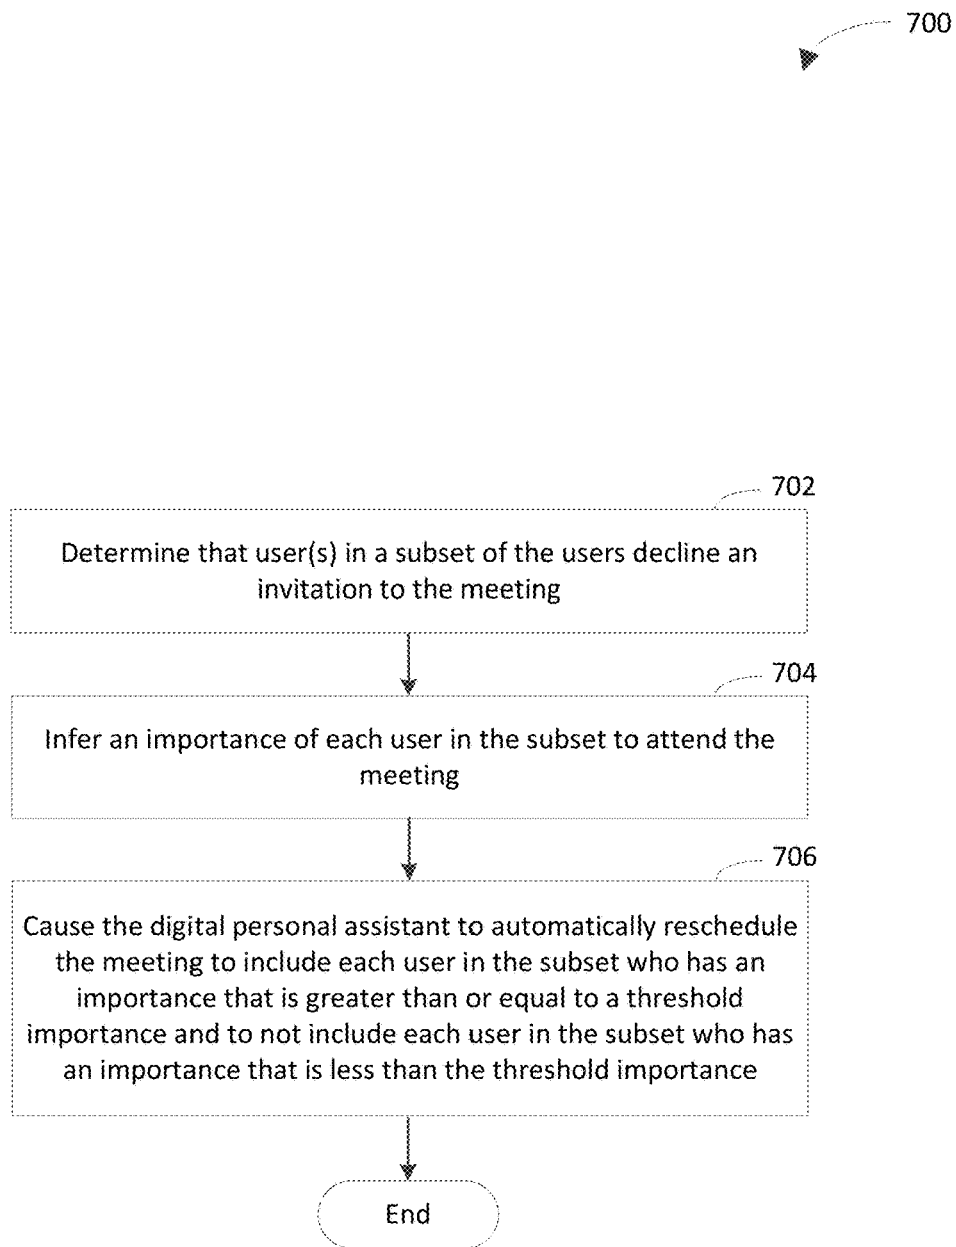 700
702
Determine that user(s) in a subset of the users decline an
invitation to the meeting
704
Infer an importance of each user in the subset to attend the
meeting
706
Cause the digital personal assistant to automatically reschedule
the meeting to include each user in the subset who has an
importance that is greater than or equal to a threshold
importance and to not include each user in the subset who has
an importance that is less than the threshold importance
End